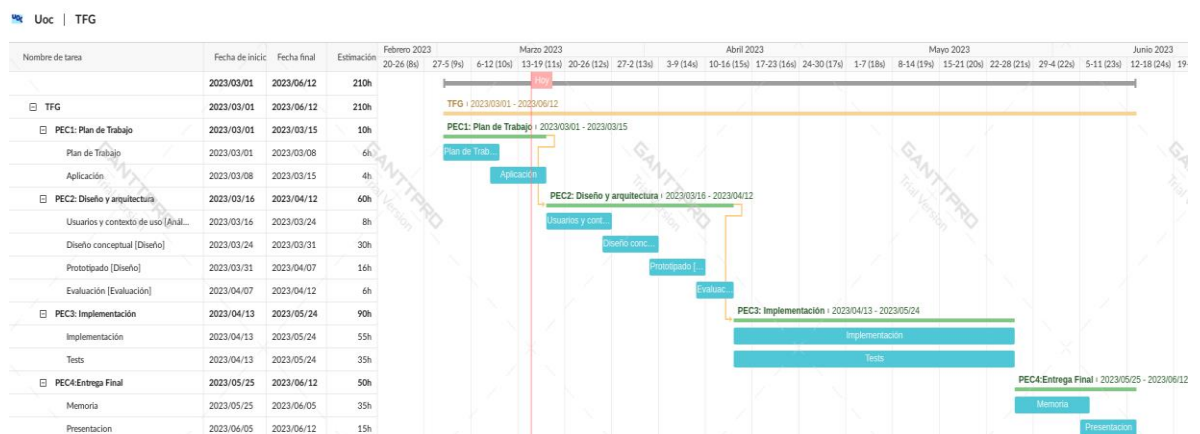 Uoc | TFG
Nombre de tarea Fecha de inicic Fecha final Estimación
Febrero 2023 Marzo 2023 Abril 2023 Mayo 2023 Junio 2023
20-26 (8s) 27-5 (9s) 6-12 (10s) 13-19 (11s) 20-26 (12s) 27-2 (13s) 3-9 (14s) 10-16 (15s) 17-23 (16s) 24-30 (17s) 1-7 (18s) 8-14 (19s) 15-21 (20s) 22-28 (21s) 29-4 (22s) 5-11 (23s) 12-18 (24s) 19-
2023/03/01 2023/06/12 210h Hoy
TFG 2023/03/01 2023/06/12 210h TFG 2023/03/01 - 2023/06/12
PEC1: Plan de Trabajo 2023/03/01 2023/03/15 10h PEC1: Plan de Trabajo 2023/03/01 - 2023/03/15
Plan de Trabajo 2023/03/01 2023/03/08 6h Plan de Trab...
Aplicación 2023/03/08 2023/03/15 4h Aplicación
PEC2: Diseño y arquitectura 2023/03/16 2023/04/12 60h PEC2: Diseño y arquitectura 2023/03/16 - 2023/04/12
Usuarios y contexto de uso [Anál... 2023/03/16 2023/03/24 8h Usuarios y cont...
Diseño conceptual [Diseño] 2023/03/24 2023/03/31 30h Diseño conc...
Prototipado [Diseño] 2023/03/31 2023/04/07 16h Prototipado [...
Evaluación [Evaluación] 2023/04/07 2023/04/12 6h Evaluac...
PEC3: Implementación 2023/04/13 2023/05/24 90h PEC3: Implementación 2023/04/13 - 2023/05/24
Implementación 2023/04/13 2023/05/24 55h Implementación
Tests 2023/04/13 2023/05/24 35h Tests
PEC4:Entrega Final 2023/05/25 2023/06/12 50h PEC4:Entrega Final 2023/05/25 - 2023/06/12
Memoria 2023/05/25 2023/06/05 35h Memoria
Presentacion 2023/06/05 2023/06/12 15h Presentacion
GANTTPRO
Trial Version
GANTTPRO
Trial Version
GANTTPRO
Trial Version
GANTTPRO
Trial Version